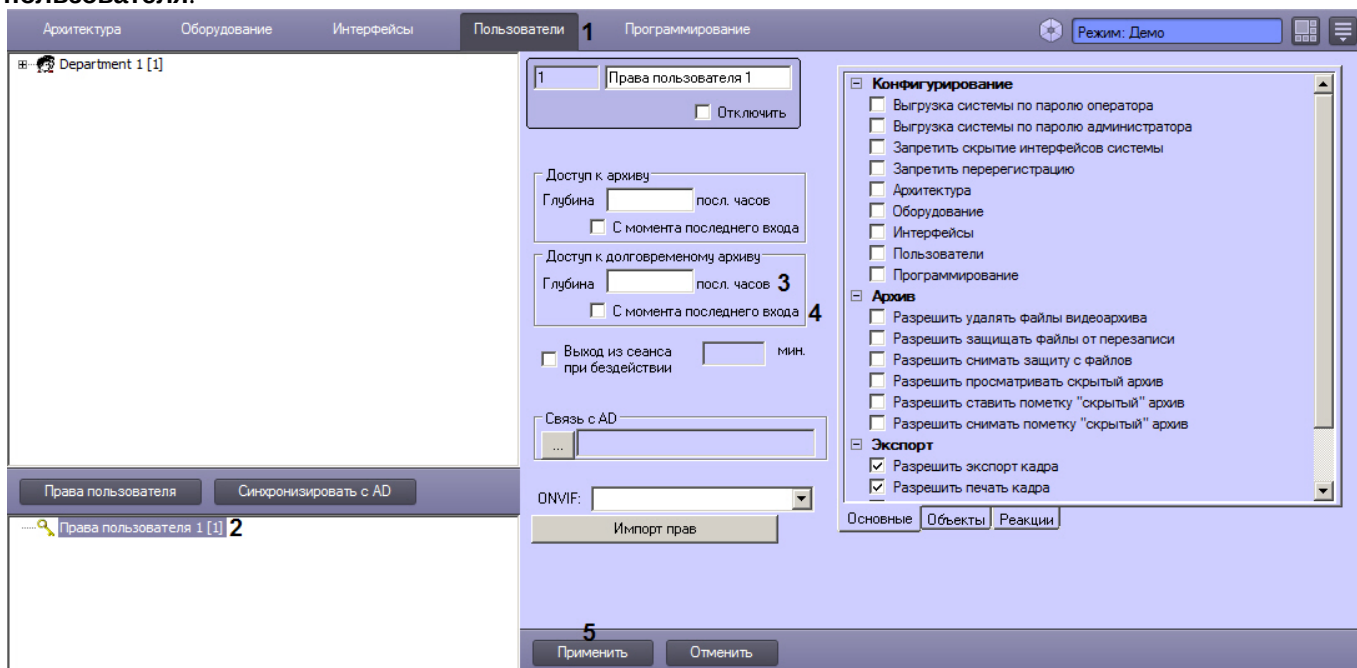 пользователя.
Архитектура Оборудование Интерфейсы Пользователи 1 Программирование Режим: Демо
Department 1 [1]
1 Права пользователя 1
Отключить
Доступ к архиву
Глубина посл. часов
С момента последнего входа
Доступ к долговременому архиву
Глубина посл. часов 3
С момента последнего входа 4
Выход из сеанса
при бездействии мин.
Связь с AD
...
ONVIF:
Импорт прав
Конфигурирование
Выгрузка системы по паролю оператора
Выгрузка системы по паролю администратора
Запретить скрытие интерфейсов системы
Запретить перерегистрацию
Архитектура
Оборудование
Интерфейсы
Пользователи
Программирование
Архив
Разрешить удалять файлы видеоархива
Разрешить защищать файлы от перезаписи
Разрешить снимать защиту с файлов
Разрешить просматривать скрытый архив
Разрешить ставить пометку "скрытый" архив
Разрешить снимать пометку "скрытый" архив
Экспорт
Разрешить экспорт кадра
Разрешить печать кадра
Основные Объекты Реакции
Права пользователя Синхронизировать с AD
Права пользователя 1 [1] 2
5
Применить Отменить